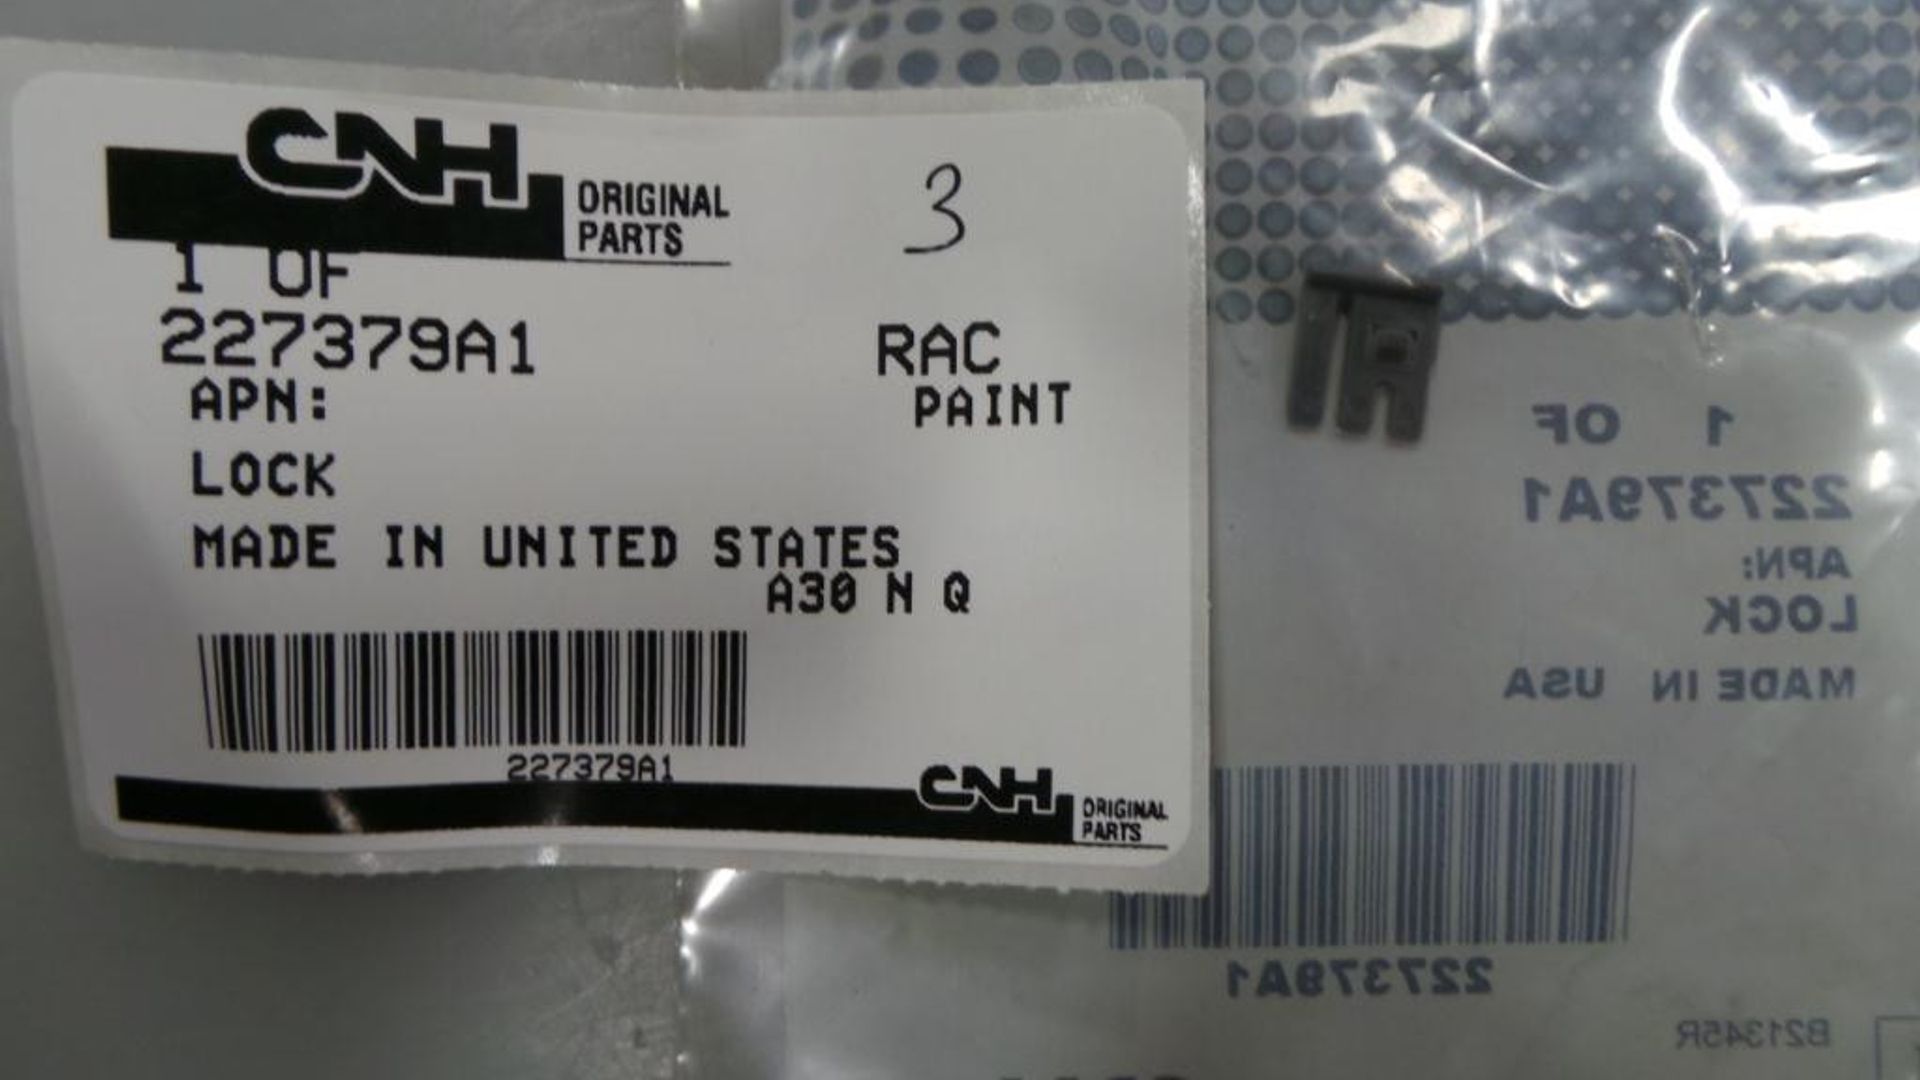 CNH ORIGINAL PARTS
3
1 OF
227379A1 RAC
APN: PAINT
LOCK
MADE IN UNITED STATES
A30 N Q
227379A1
CNH ORIGINAL PARTS
1 OF
227379A1
APN:
LOCK
MADE IN USA
227379A1
B21345R